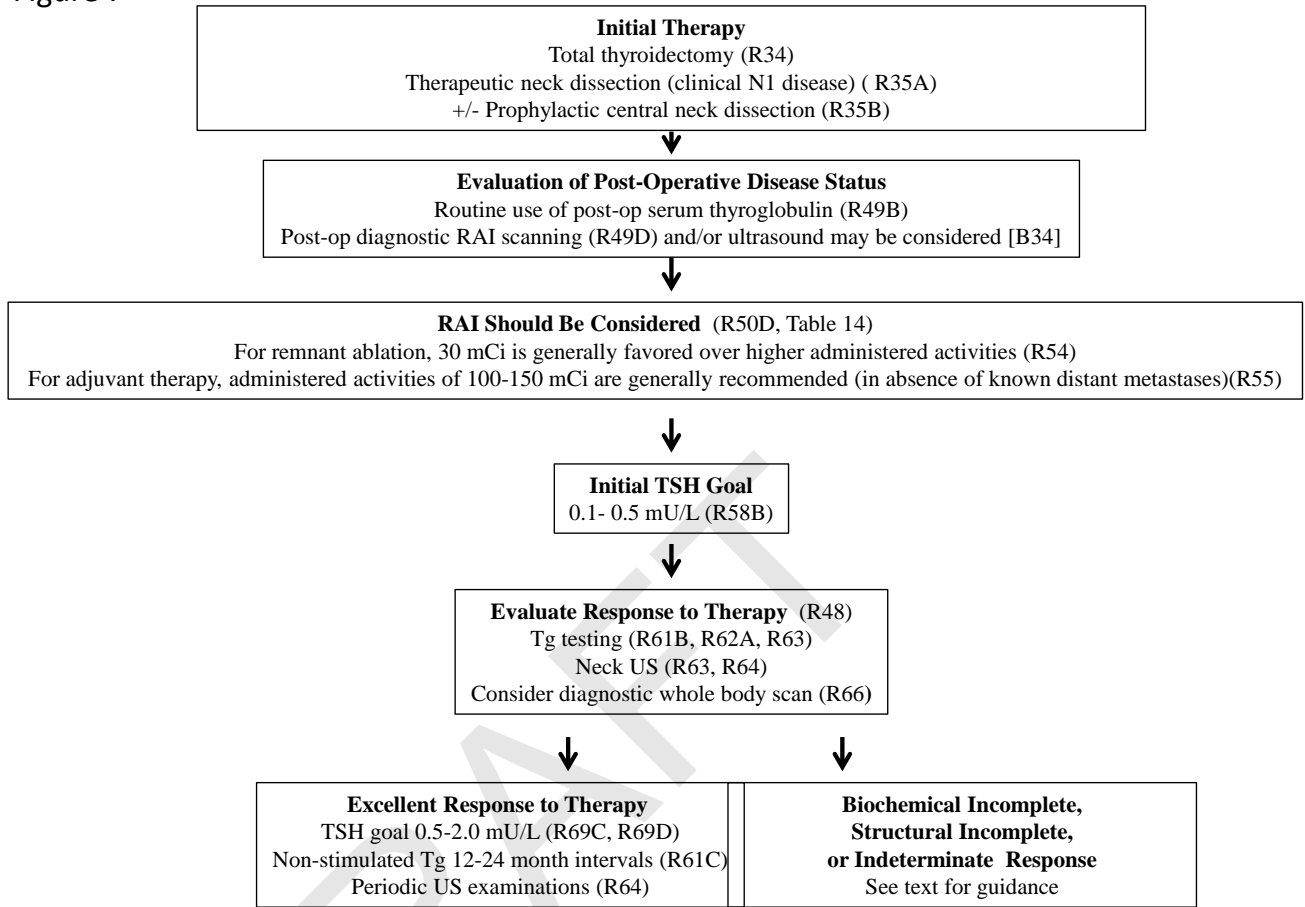 Initial Therapy
Total thyroidectomy (R34)
Therapeutic neck dissection (clinical N1 disease) ( R35A)
+/- Prophylactic central neck dissection (R35B)
Evaluation of Post-Operative Disease Status
Routine use of post-op serum thyroglobulin (R49B)
Post-op diagnostic RAI scanning (R49D) and/or ultrasound may be considered [B34]
RAI Should Be Considered (R50D, Table 14)
For remnant ablation, 30 mCi is generally favored over higher administered activities (R54)
For adjuvant therapy, administered activities of 100-150 mCi are generally recommended (in absence of known distant metastases)(R55)
Initial TSH Goal
0.1- 0.5 mU/L (R58B)
Evaluate Response to Therapy (R48)
Tg testing (R61B, R62A, R63)
Neck US (R63, R64)
Consider diagnostic whole body scan (R66)
Excellent Response to Therapy
TSH goal 0.5-2.0 mU/L (R69C, R69D)
Non-stimulated Tg 12-24 month intervals (R61C)
Periodic US examinations (R64)
Biochemical Incomplete,
Structural Incomplete,
or Indeterminate Response
See text for guidance